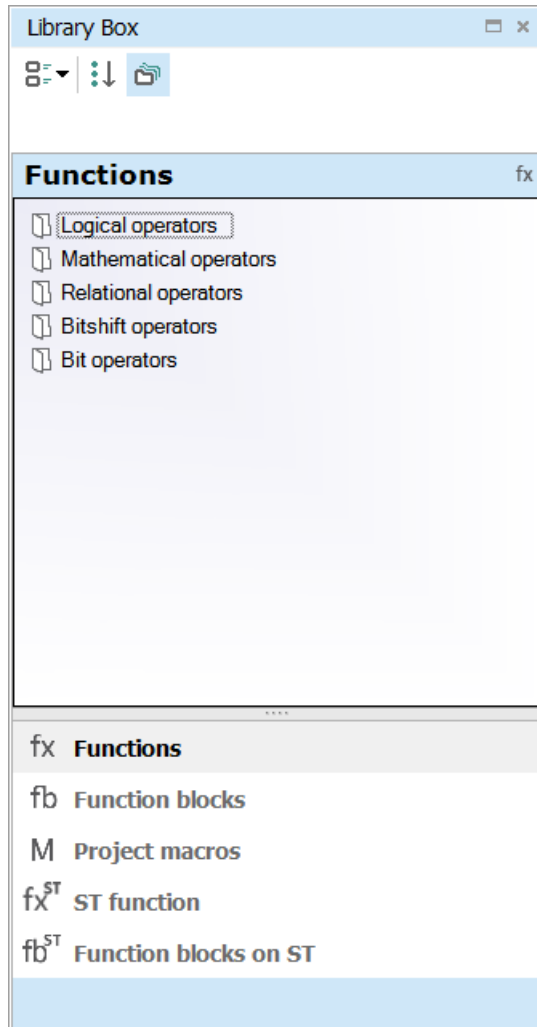 Library Box
Functions fx
Logical operators
Mathematical operators
Relational operators
Bitshift operators
Bit operators
fx Functions
fb Function blocks
M Project macros
fxST ST function
fbST Function blocks on ST